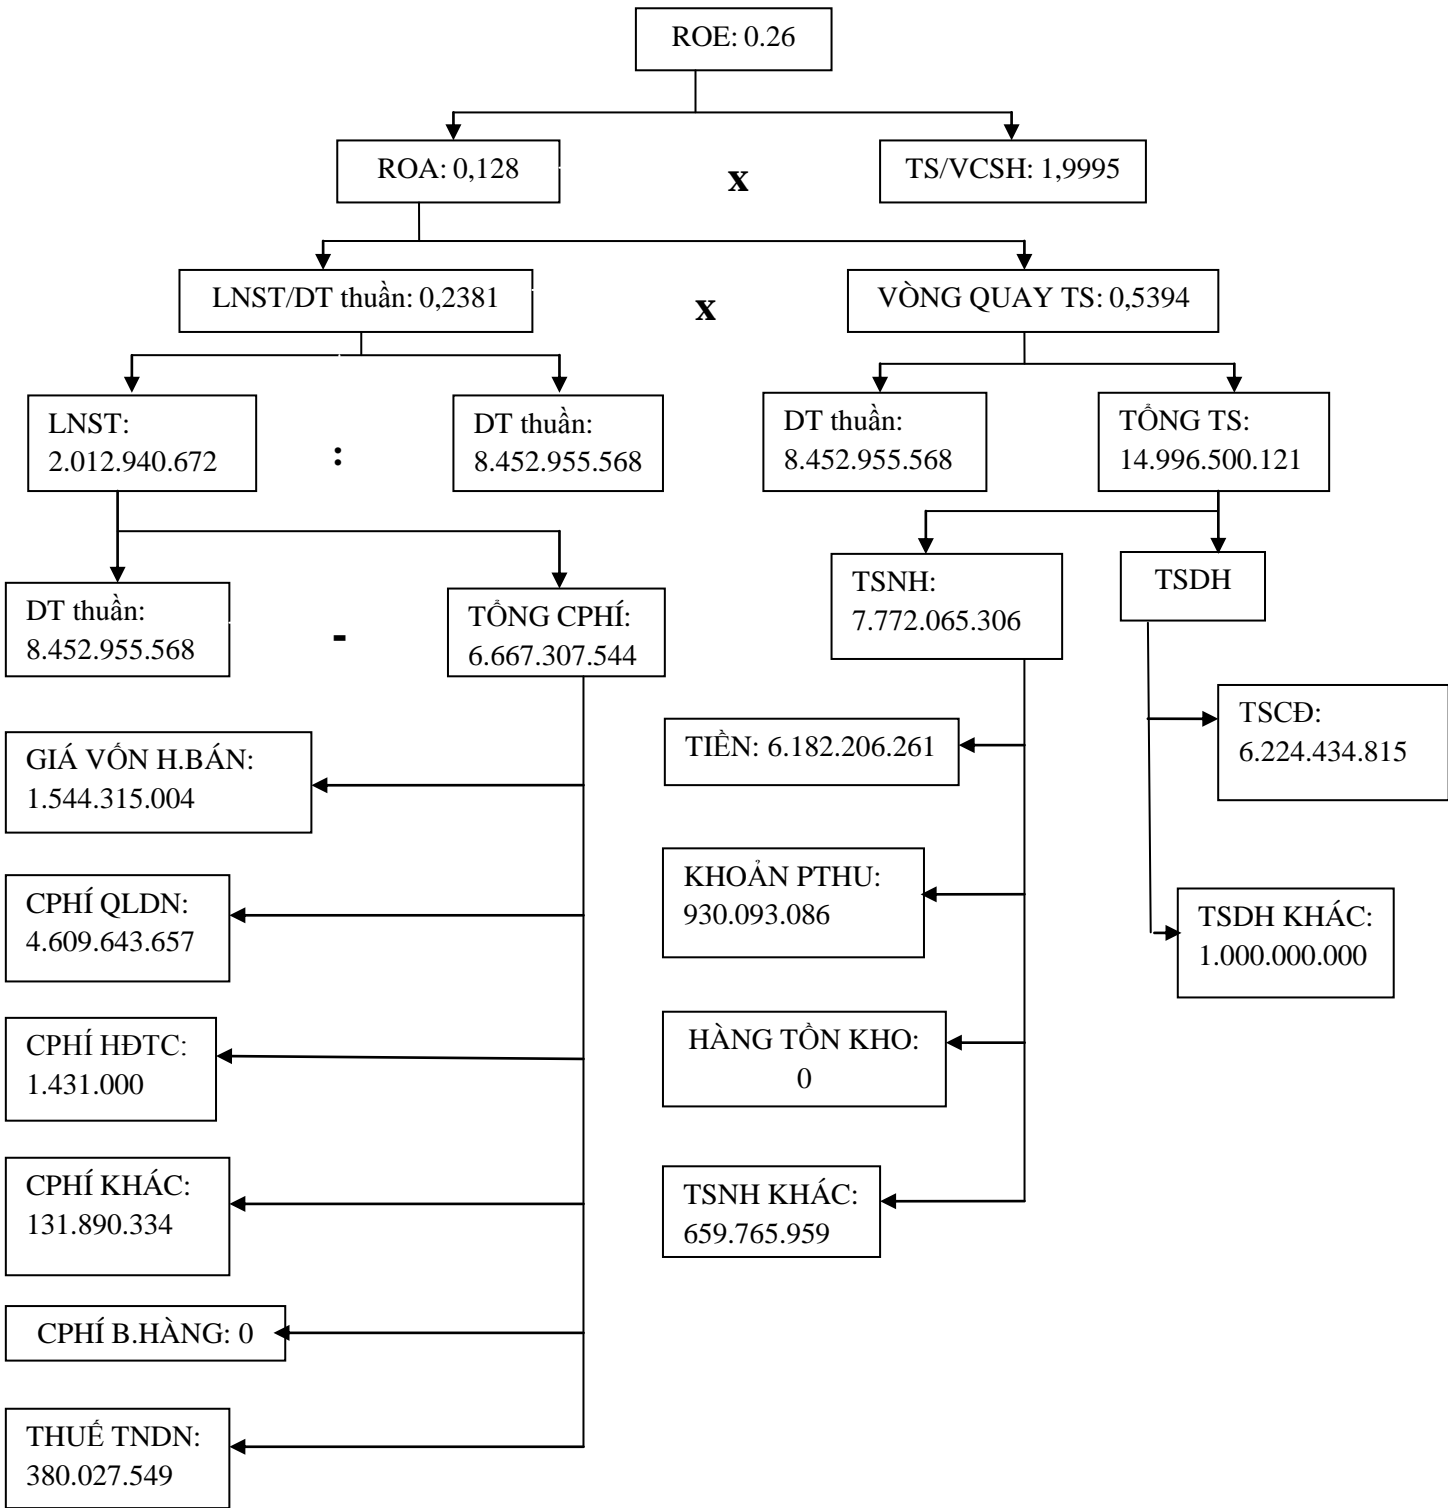 ROE: 0.26
ROA: 0,128
x
TS/VCSH: 1,9995
LNST/DT thuần: 0,2381
x
VÒNG QUAY TS: 0,5394
LNST:
2.012.940.672
:
DT thuần:
8.452.955.568
DT thuần:
8.452.955.568
TỔNG TS:
14.996.500.121
DT thuần:
8.452.955.568
-
TỔNG CPHÍ:
6.667.307.544
TSNH:
7.772.065.306
TSDH
GIÁ VỐN H.BÁN:
1.544.315.004
TIỀN: 6.182.206.261
TSCĐ:
6.224.434.815
CPHÍ QLDN:
4.609.643.657
KHOẢN PTHU:
930.093.086
TSDH KHÁC:
1.000.000.000
CPHÍ HĐTC:
1.431.000
HÀNG TỒN KHO:
0
CPHÍ KHÁC:
131.890.334
TSNH KHÁC:
659.765.959
CPHÍ B.HÀNG: 0
THUẾ TNDN:
380.027.549